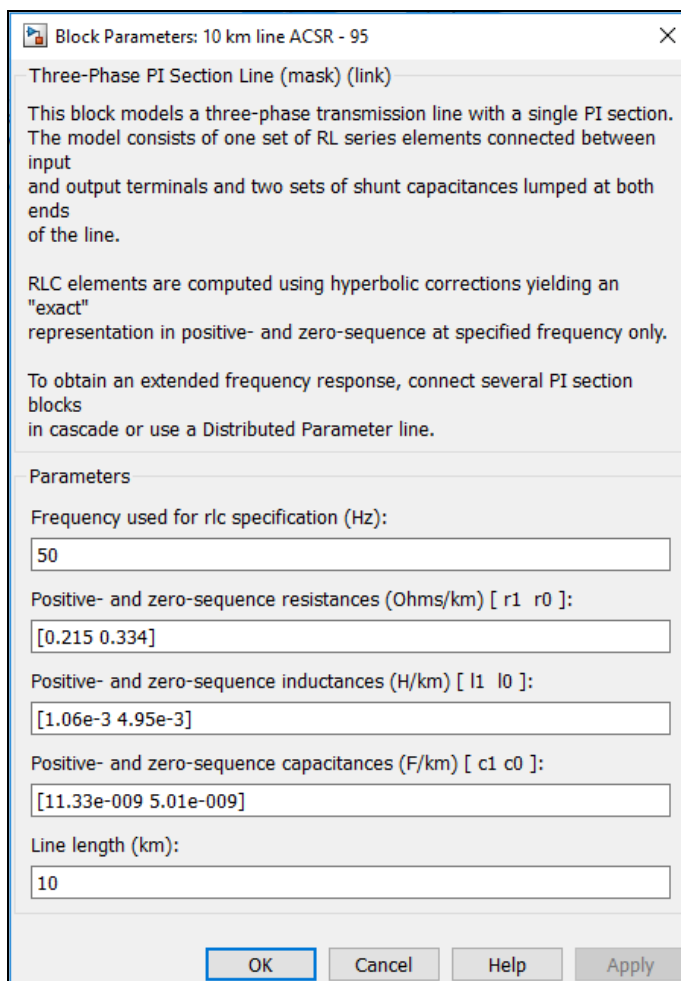 Block Parameters: 10 km line ACSR - 95
Three-Phase PI Section Line (mask) (link)
This block models a three-phase transmission line with a single PI section.
The model consists of one set of RL series elements connected between
input
and output terminals and two sets of shunt capacitances lumped at both
ends
of the line.
RLC elements are computed using hyperbolic corrections yielding an
"exact"
representation in positive- and zero-sequence at specified frequency only.
To obtain an extended frequency response, connect several PI section
blocks
in cascade or use a Distributed Parameter line.
Parameters
Frequency used for rlc specification (Hz):
50
Positive- and zero-sequence resistances (Ohms/km) [ r1  r0 ]:
[0.215 0.334]
Positive- and zero-sequence inductances (H/km) [ l1  l0 ]:
[1.06e-3 4.95e-3]
Positive- and zero-sequence capacitances (F/km) [ c1 c0 ]:
[11.33e-009 5.01e-009]
Line length (km):
10
OK Cancel Help Apply